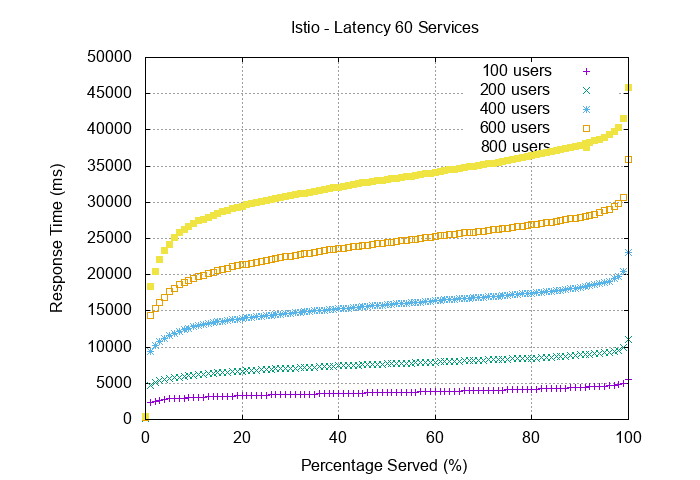 Istio - Latency 60 Services
50000
45000
40000
35000
30000
25000
20000
15000
10000
5000
0
Response Time (ms)
100 users
200 users
400 users
600 users
800 users
0 20 40 60 80 100
Percentage Served (%)